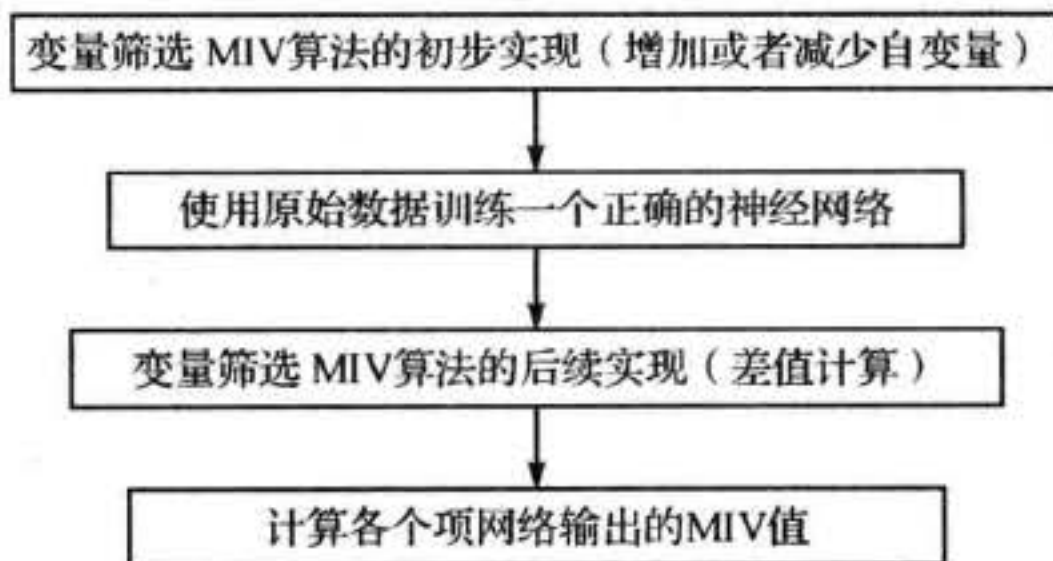 变量筛选 MIV算法的初步实现（增加或者减少自变量）
使用原始数据训练一个正确的神经网络
变量筛选 MIV算法的后续实现（差值计算）
计算各个项网络输出的MIV值